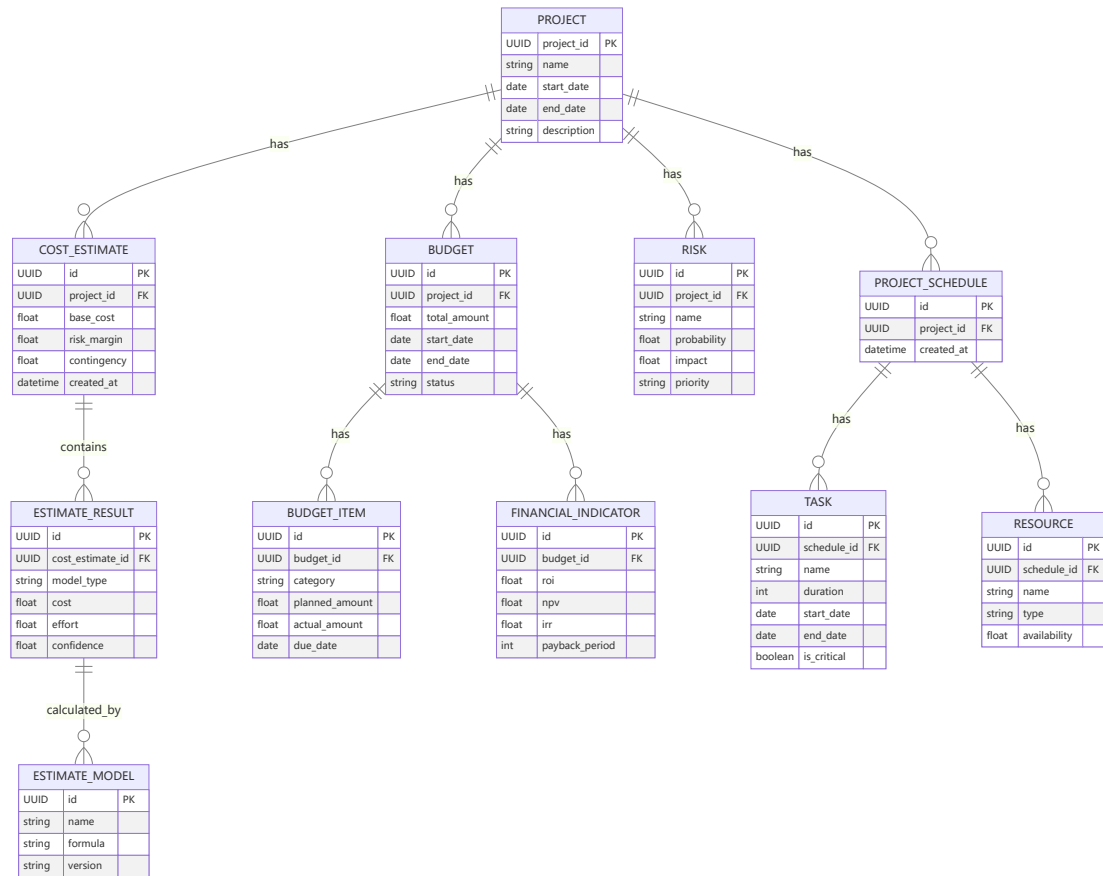 PROJECT
UUID project_id PK
string name
date start_date
date end_date
string description
has
has
has
has
COST_ESTIMATE
UUID id PK
UUID project_id FK
float base_cost
float risk_margin
float contingency
datetime created_at
BUDGET
UUID id PK
UUID project_id FK
float total_amount
date start_date
date end_date
string status
RISK
UUID id PK
UUID project_id FK
string name
float probability
float impact
string priority
PROJECT_SCHEDULE
UUID id PK
UUID project_id FK
datetime created_at
contains
has
has
has
has
ESTIMATE_RESULT
UUID id PK
UUID cost_estimate_id FK
string model_type
float cost
float effort
float confidence
BUDGET_ITEM
UUID id PK
UUID budget_id FK
string category
float planned_amount
float actual_amount
date due_date
FINANCIAL_INDICATOR
UUID id PK
UUID budget_id FK
float roi
float npv
float irr
int payback_period
TASK
UUID id PK
UUID schedule_id FK
string name
int duration
date start_date
date end_date
boolean is_critical
RESOURCE
UUID id PK
UUID schedule_id FK
string name
string type
float availability
calculated_by
ESTIMATE_MODEL
UUID id PK
string name
string formula
string version